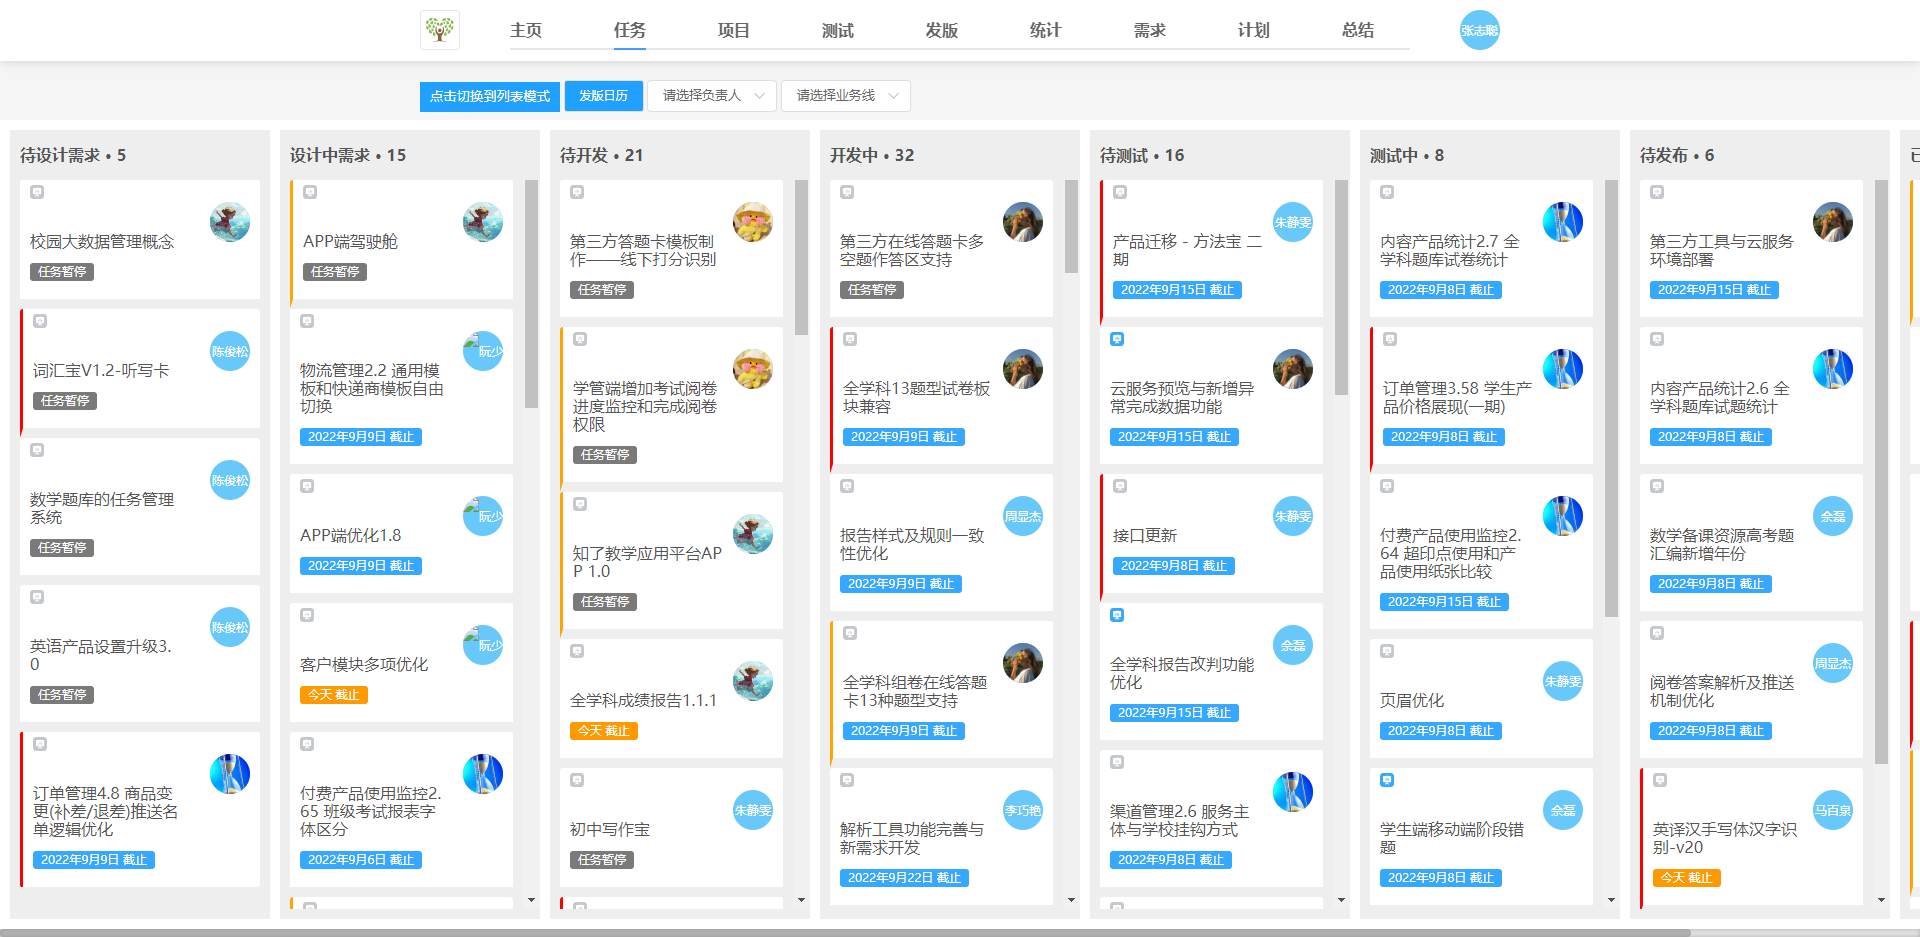 主页
任务
项目
测试
发版
统计
需求
计划
总结
张志聪
点击切换到列表模式
发版日历
请选择负责人
请选择业务线
待设计需求 • 5
校园大数据管理概念
任务暂停
陈俊松
词汇宝V1.2-听写卡
任务暂停
陈俊松
数学题库的任务管理
系统
任务暂停
陈俊松
英语产品设置升级3.
0
任务暂停
订单管理4.8 商品变
更(补差/退差)推送名
单逻辑优化
2022年9月9日 截止
设计中需求 • 15
APP端驾驶舱
任务暂停
阮少
物流管理2.2 通用模
板和快递商模板自由
切换
2022年9月9日 截止
阮少
APP端优化1.8
2022年9月9日 截止
阮少
客户模块多项优化
今天 截止
付费产品使用监控2.
65 班级考试报表字
体区分
2022年9月6日 截止
待开发 • 21
第三方答题卡模板制
作——线下打分识别
任务暂停
学管端增加考试阅卷
进度监控和完成阅卷
权限
任务暂停
知了教学应用平台AP
P 1.0
任务暂停
全学科成绩报告1.1.1
今天 截止
朱静雯
初中写作宝
任务暂停
开发中 • 32
第三方在线答题卡多
空题作答区支持
任务暂停
全学科13题型试卷板
块兼容
2022年9月9日 截止
周显杰
报告样式及规则一致
性优化
2022年9月9日 截止
全学科组卷在线答题
卡13种题型支持
2022年9月9日 截止
李巧艳
解析工具功能完善与
新需求开发
2022年9月22日 截止
待测试 • 16
朱静雯
产品迁移 - 方法宝 二
期
2022年9月15日 截止
云服务预览与新增异
常完成数据功能
2022年9月15日 截止
朱静雯
接口更新
2022年9月8日 截止
余磊
全学科报告改判功能
优化
2022年9月15日 截止
渠道管理2.6 服务主
体与学校挂钩方式
2022年9月8日 截止
测试中 • 8
内容产品统计2.7 全
学科题库试卷统计
2022年9月8日 截止
订单管理3.58 学生产
品价格展现(一期)
2022年9月8日 截止
付费产品使用监控2.
64 超印点使用和产
品使用纸张比较
2022年9月15日 截止
朱静雯
页眉优化
2022年9月8日 截止
余磊
学生端移动端阶段错
题
2022年9月8日 截止
待发布 • 6
第三方工具与云服务
环境部署
2022年9月15日 截止
内容产品统计2.6 全
学科题库试题统计
2022年9月8日 截止
余磊
数学备课资源高考题
汇编新增年份
2022年9月8日 截止
周显杰
阅卷答案解析及推送
机制优化
2022年9月8日 截止
马百泉
英译汉手写体汉字识
别-v20
今天 截止